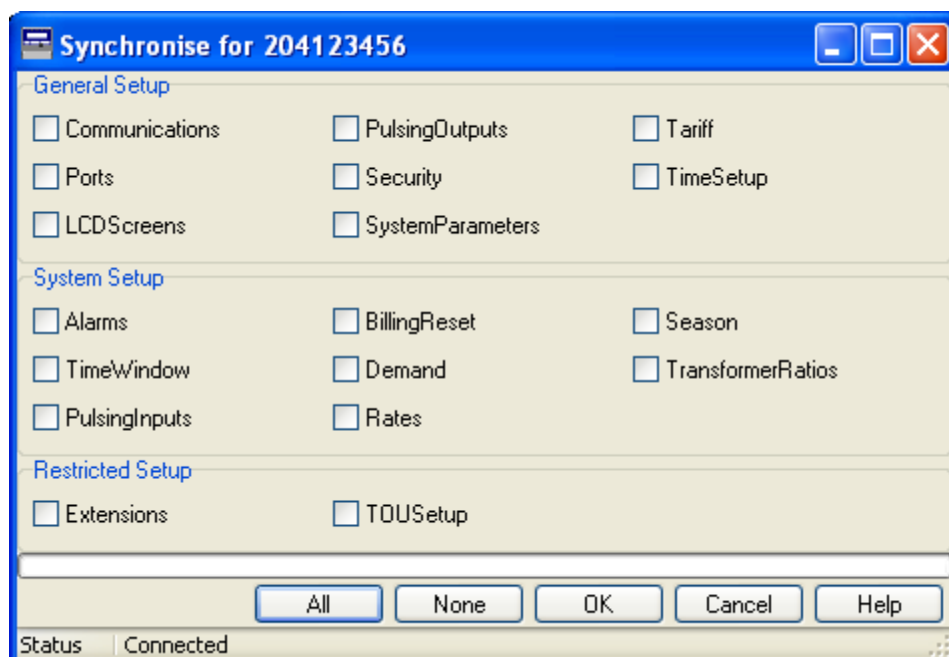 Synchronise for 204123456
General Setup
Communications PulsingOutputs Tariff
Ports Security TimeSetup
LCDScreens SystemParameters
System Setup
Alarms BillingReset Season
TimeWindow Demand TransformerRatios
PulsingInputs Rates
Restricted Setup
Extensions TOUSetup
All None OK Cancel Help
Status Connected